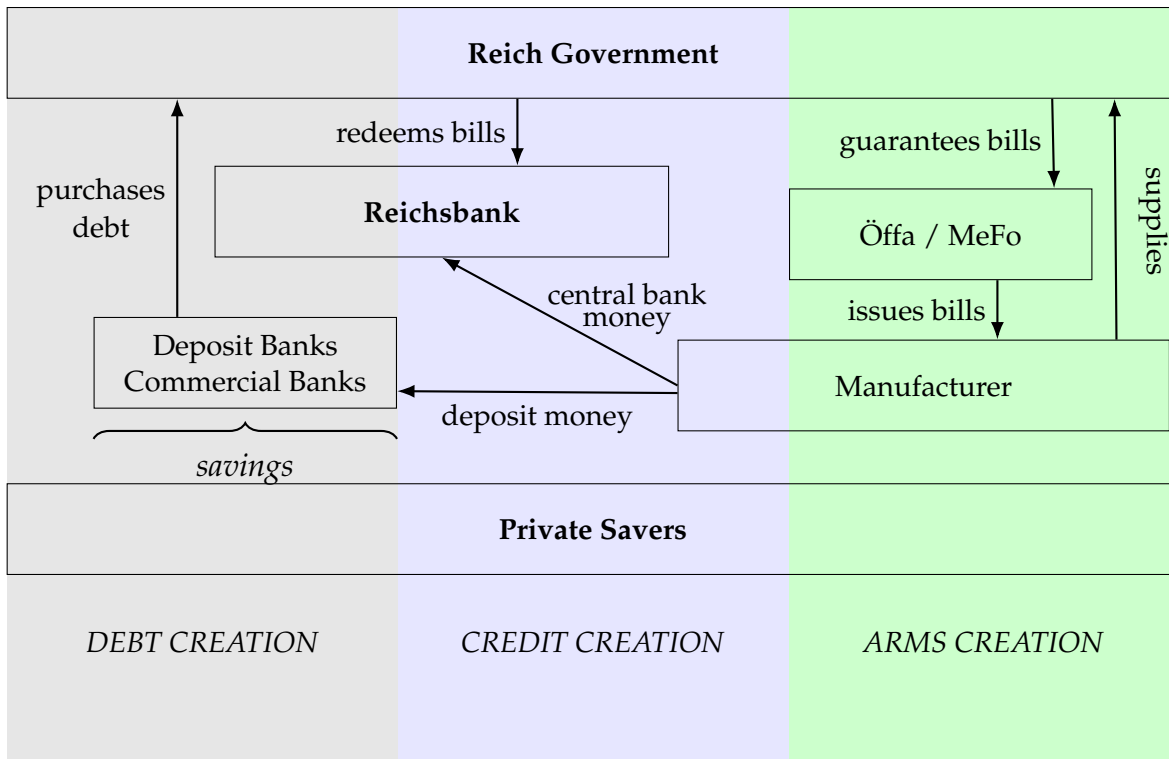 Reich Government
redeems bills
guarantees bills
purchases
debt
supplies
Reichsbank
Öffa / MeFo
central bank
money
issues bills
Deposit Banks
Commercial Banks
Manufacturer
deposit money
savings
Private Savers
DEBT CREATION
CREDIT CREATION
ARMS CREATION